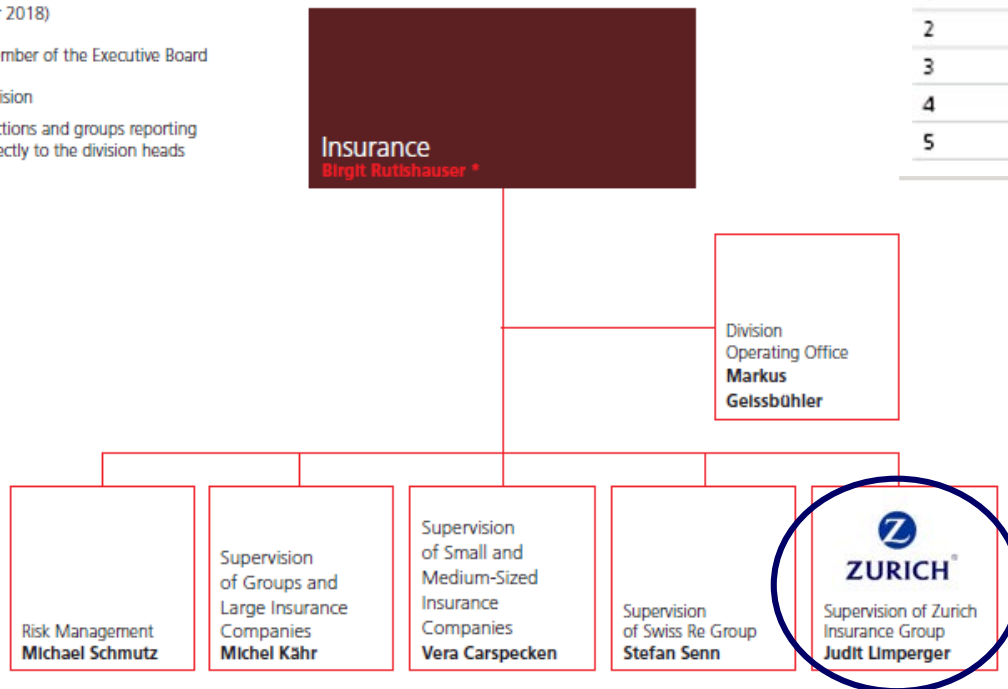 2018)
mber of the Executive Board
ision
ctions and groups reporting
ectly to the division heads
2
3
4
5
Insurance
Birgit Rutishauser *
Division
Operating Office
Markus
Geissbühler
Risk Management
Michael Schmutz
Supervision
of Groups and
Large Insurance
Companies
Michel Kähr
Supervision
of Small and
Medium-Sized
Insurance
Companies
Vera Carspecken
Supervision
of Swiss Re Group
Stefan Senn
Z
ZURICH®
Supervision of Zurich
Insurance Group
Judit Limperger